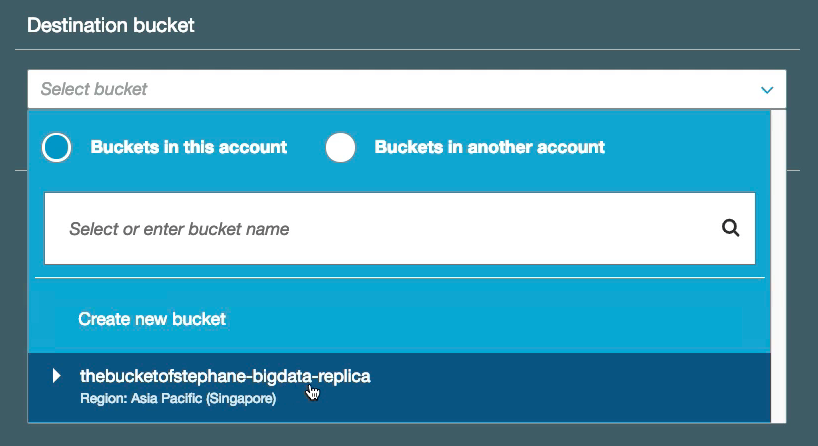 Destination bucket
Select bucket
Buckets in this account Buckets in another account
Select or enter bucket name
Create new bucket
thebucketofstephane-bigdata-replica
Region: Asia Pacific (Singapore)